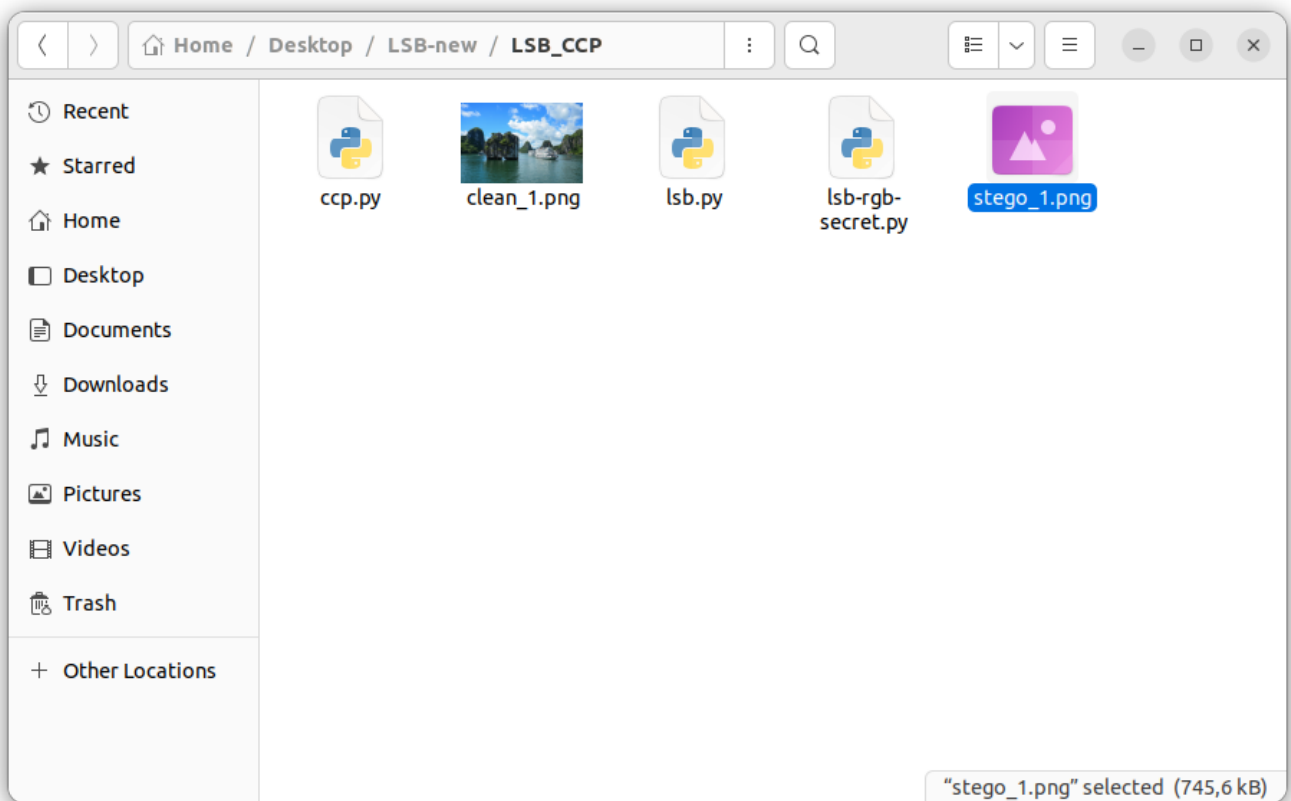 Home / Desktop / LSB-new / LSB_CCP
Recent
Starred
Home
Desktop
Documents
Downloads
Music
Pictures
Videos
Trash
Other Locations
ccp.py
clean_1.png
lsb.py
lsb-rgb-
secret.py
stego_1.png
“stego_1.png” selected (745,6 kB)